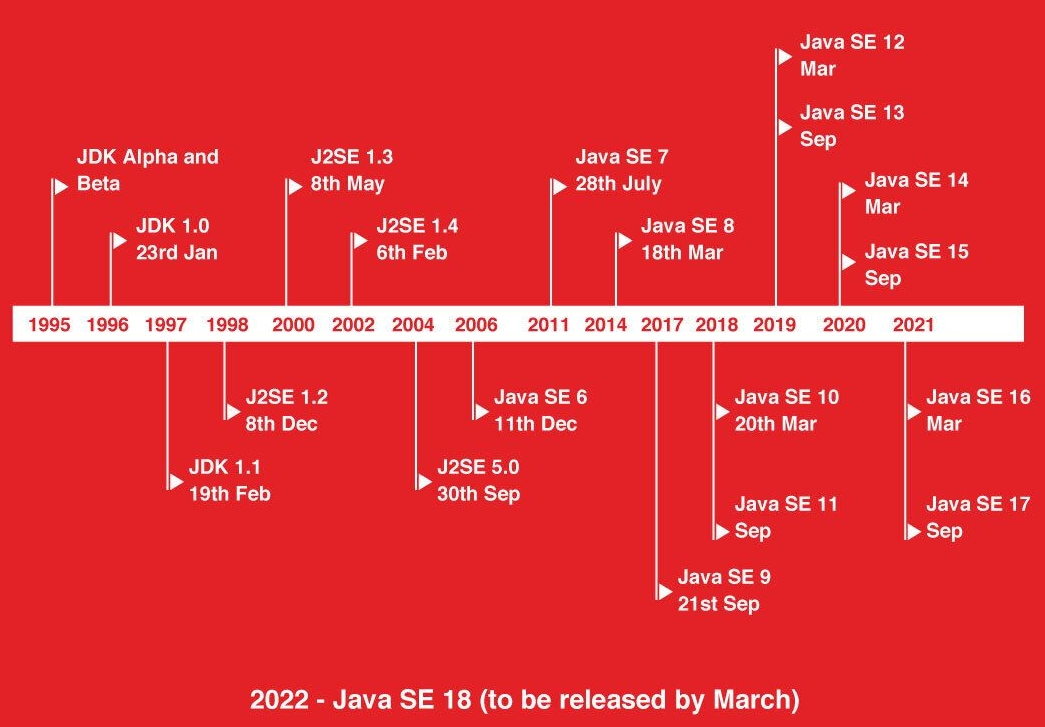 Java SE 12
Mar
Java SE 13
Sep
JDK Alpha and
Beta
J2SE 1.3
8th May
Java SE 7
28th July
Java SE 14
Mar
JDK 1.0
23rd Jan
J2SE 1.4
6th Feb
Java SE 8
18th Mar
Java SE 15
Sep
1995 1996 1997 1998 2000 2002 2004 2006 2011 2014 2017 2018 2019 2020 2021
J2SE 1.2
8th Dec
Java SE 6
11th Dec
Java SE 10
20th Mar
Java SE 16
Mar
JDK 1.1
19th Feb
J2SE 5.0
30th Sep
Java SE 11
Sep
Java SE 17
Sep
Java SE 9
21st Sep
2022 - Java SE 18 (to be released by March)